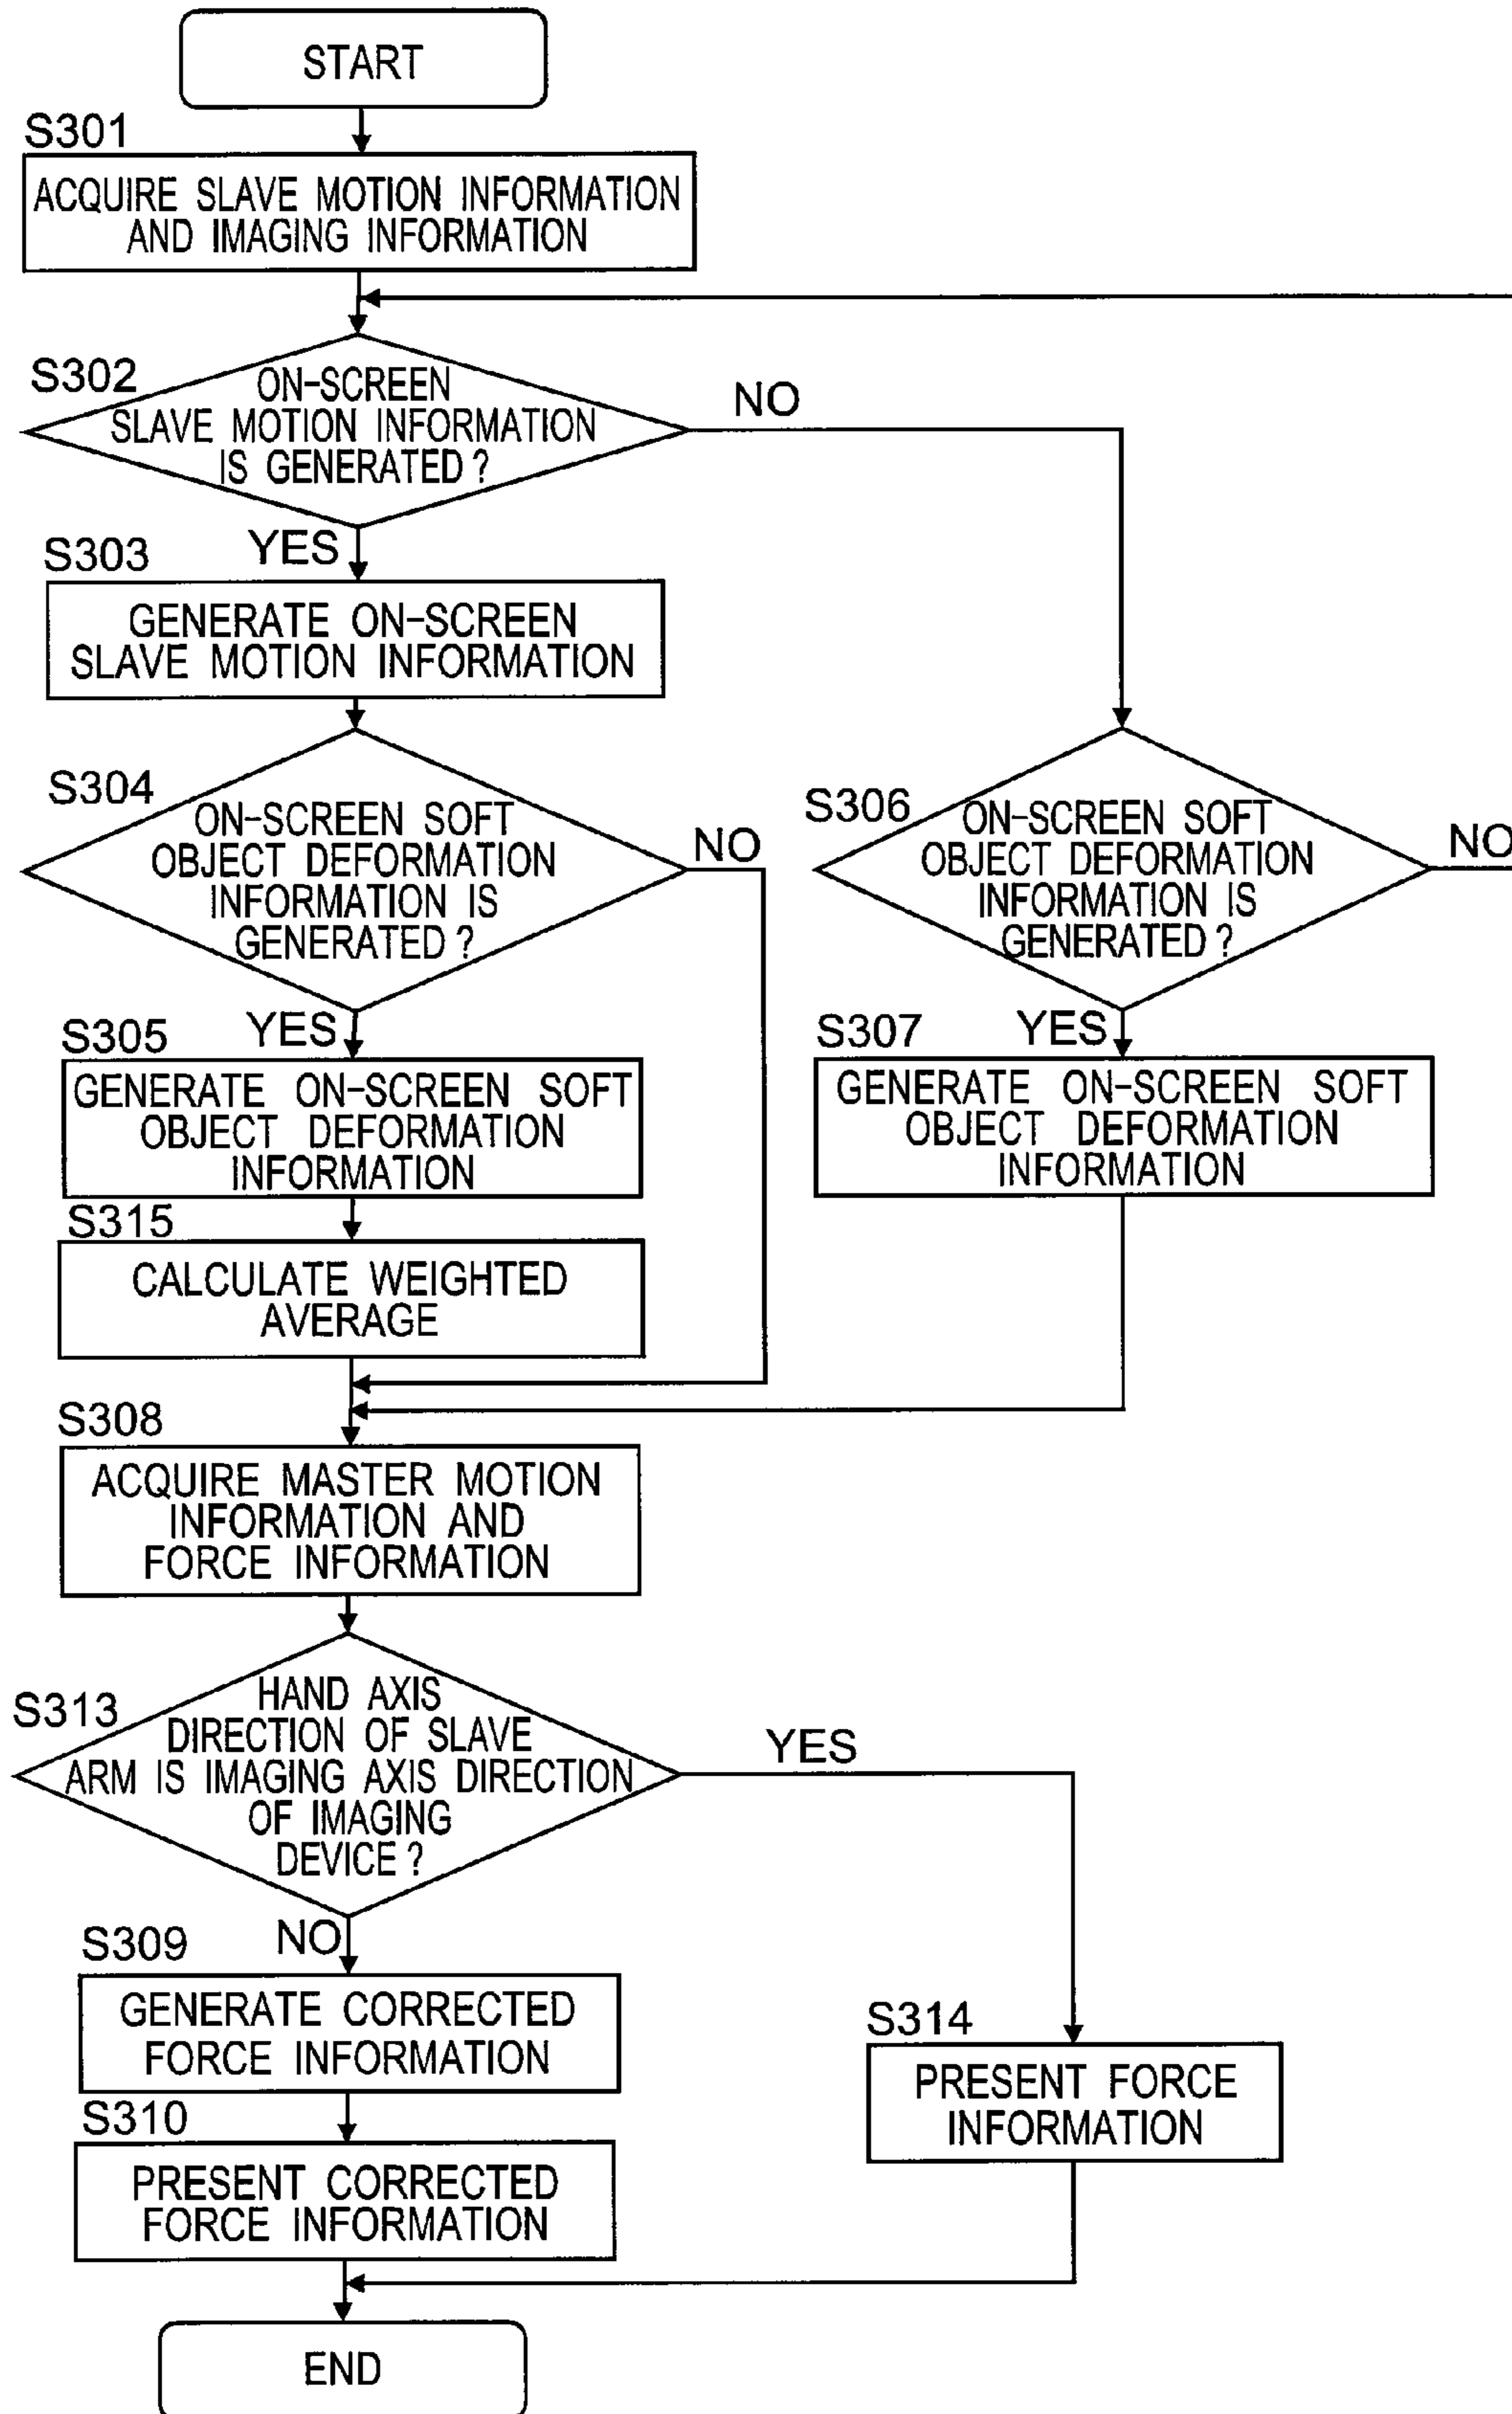 START
S301
ACQUIRE SLAVE MOTION INFORMATION
AND IMAGING INFORMATION
S302
ON-SCREEN
SLAVE MOTION INFORMATION
IS GENERATED?
NO
YES
S303
GENERATE ON-SCREEN
SLAVE MOTION INFORMATION
S304
ON-SCREEN SOFT
OBJECT DEFORMATION
INFORMATION IS
GENERATED?
NO
YES
S306
ON-SCREEN SOFT
OBJECT DEFORMATION
INFORMATION IS
GENERATED?
NO
YES
S305
GENERATE ON-SCREEN SOFT
OBJECT DEFORMATION
INFORMATION
S307
GENERATE ON-SCREEN SOFT
OBJECT DEFORMATION
INFORMATION
S315
CALCULATE WEIGHTED
AVERAGE
S308
ACQUIRE MASTER MOTION
INFORMATION AND
FORCE INFORMATION
S313
HAND AXIS
DIRECTION OF SLAVE
ARM IS IMAGING AXIS DIRECTION
OF IMAGING
DEVICE?
YES
NO
S309
GENERATE CORRECTED
FORCE INFORMATION
S314
PRESENT FORCE
INFORMATION
S310
PRESENT CORRECTED
FORCE INFORMATION
END